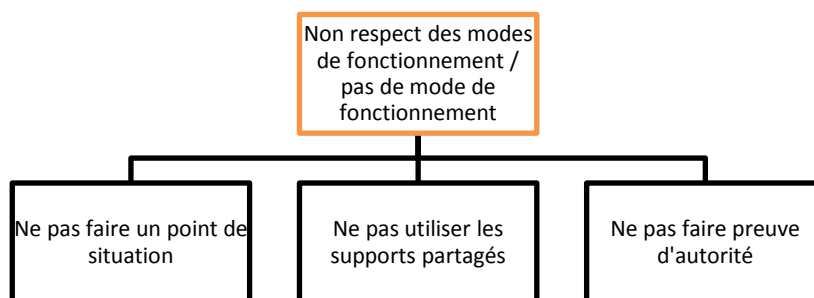 Non respect des modes
de fonctionnement /
pas de mode de
fonctionnement
Ne pas faire un point de
situation
Ne pas utiliser les
supports partagés
Ne pas faire preuve
d'autorité